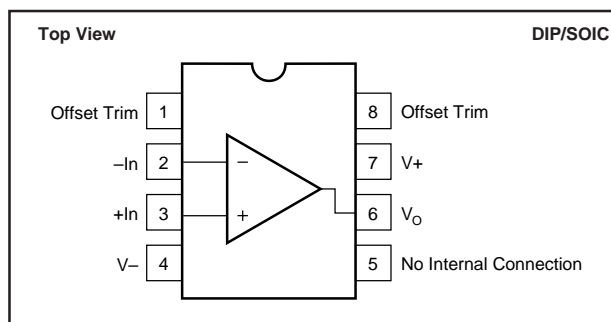 Top View DIP/SOIC
Offset Trim 1 8 Offset Trim
–In 2 – 7 V+
+In 3 + 6 VO
V– 4 5 No Internal Connection